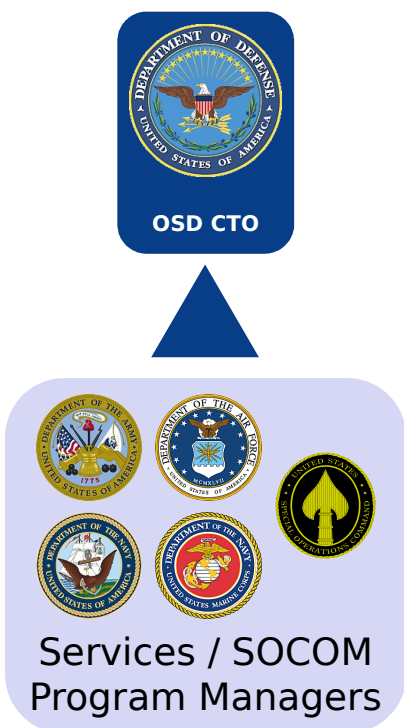 DEPARTMENT OF DEFENSE
UNITED STATES OF AMERICA
OSD CTO
DEPARTMENT OF THE ARMY
1775
UNITED STATES OF AMERICA
DEPARTMENT OF THE AIR FORCE
MCMXLVII
UNITED STATES OF AMERICA
UNITED STATES
SPECIAL OPERATIONS COMMAND
DEPARTMENT OF THE NAVY
UNITED STATES OF AMERICA
DEPARTMENT OF THE NAVY
UNITED STATES MARINE CORPS
Services / SOCOM
Program Managers